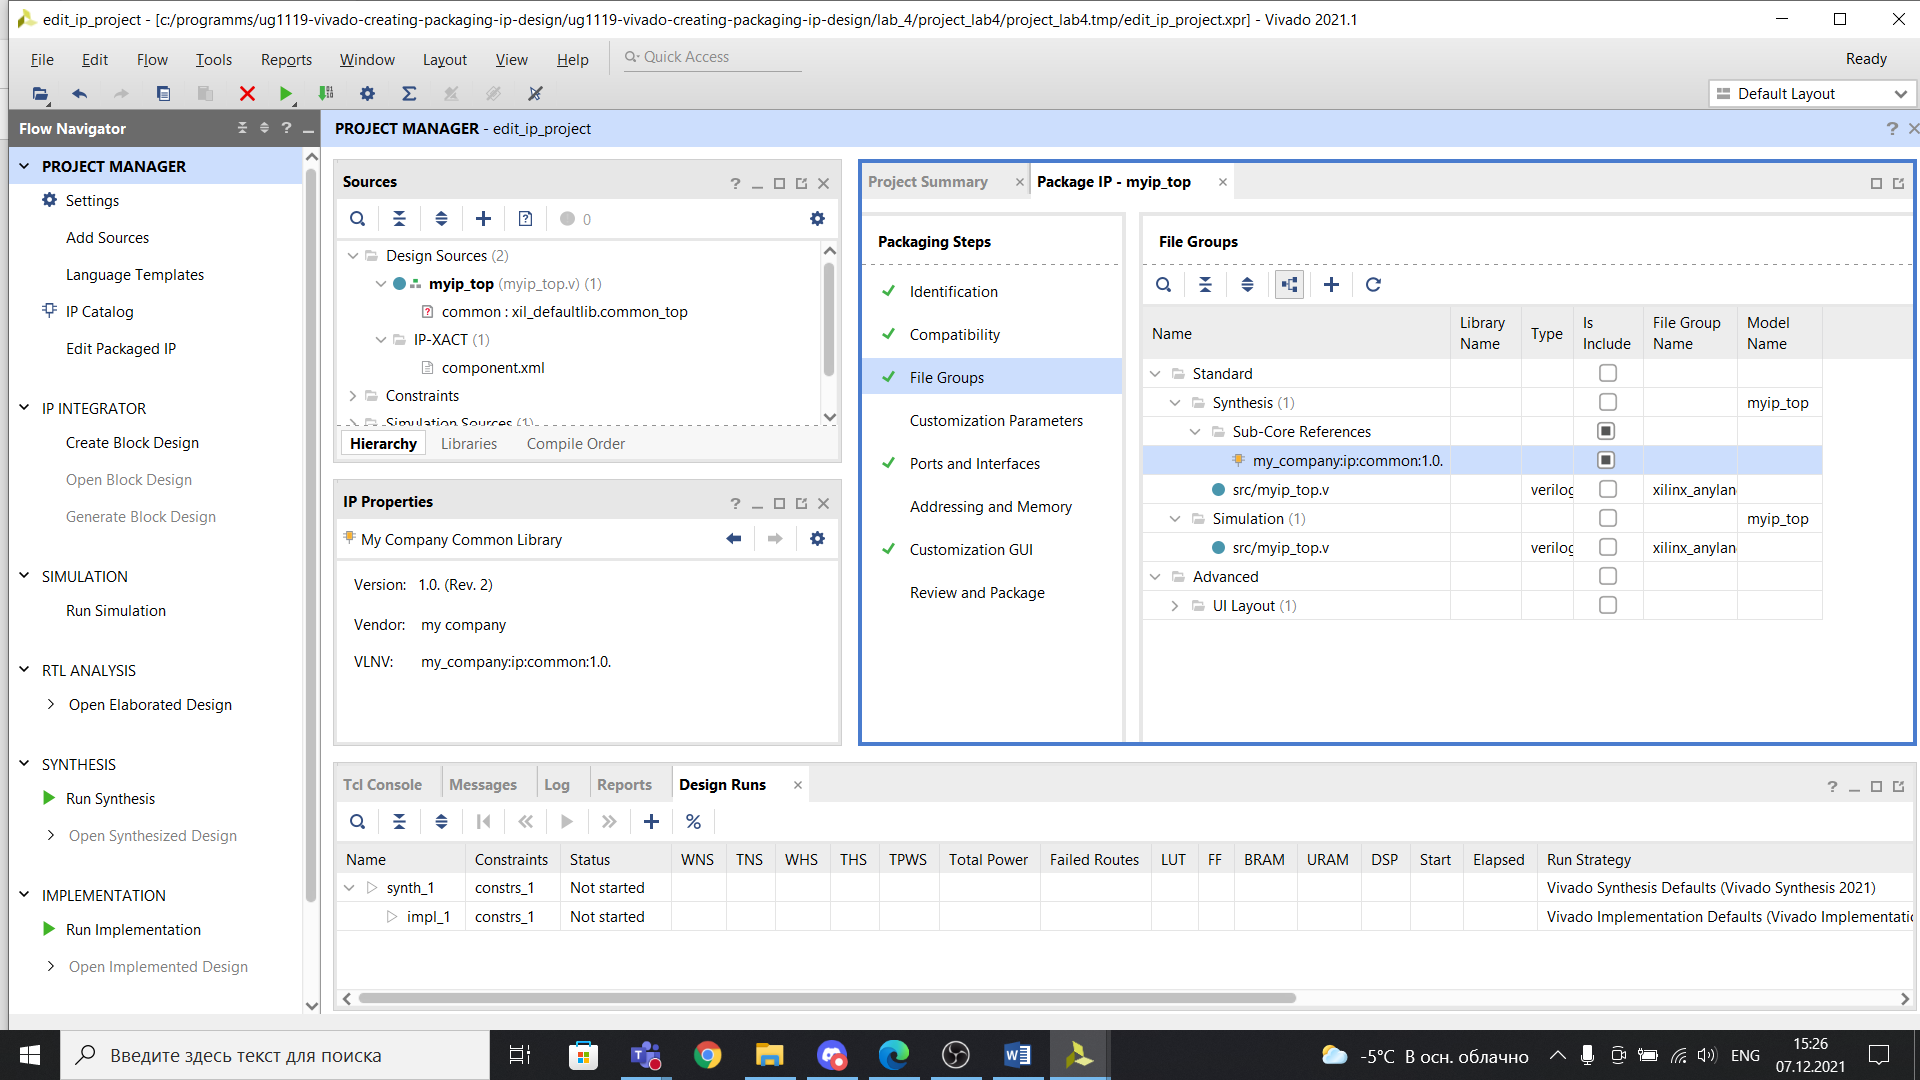 edit_ip_project - [c:/programms/ug1119-vivado-creating-packaging-ip-design/ug1119-vivado-creating-packaging-ip-design/lab_4/project_lab4/project_lab4.tmp/edit_ip_project.xpr] - Vivado 2021.1
File Edit Flow Tools Reports Window Layout View Help Quick Access Ready
Default Layout
Flow Navigator
PROJECT MANAGER
Settings
Add Sources
Language Templates
IP Catalog
Edit Packaged IP
IP INTEGRATOR
Create Block Design
Open Block Design
Generate Block Design
SIMULATION
Run Simulation
RTL ANALYSIS
Open Elaborated Design
SYNTHESIS
Run Synthesis
Open Synthesized Design
IMPLEMENTATION
Run Implementation
Open Implemented Design
PROJECT MANAGER - edit_ip_project
Sources
0
Design Sources (2)
myip_top (myip_top.v) (1)
common : xil_defaultlib.common_top
IP-XACT (1)
component.xml
Constraints
Simulation Sources (1)
Hierarchy Libraries Compile Order
IP Properties
My Company Common Library
Version: 1.0. (Rev. 2)
Vendor: my company
VLNV: my_company:ip:common:1.0.
Project Summary Package IP - myip_top
Packaging Steps
Identification
Compatibility
File Groups
Customization Parameters
Ports and Interfaces
Addressing and Memory
Customization GUI
Review and Package
File Groups
Name Library Name Type Is Include File Group Name Model Name
Standard
Synthesis (1) myip_top
Sub-Core References
my_company:ip:common:1.0.
src/myip_top.v verilog xilinx_anylan
Simulation (1) myip_top
src/myip_top.v verilog xilinx_anylan
Advanced
UI Layout (1)
Tcl Console Messages Log Reports Design Runs
Name Constraints Status WNS TNS WHS THS TPWS Total Power Failed Routes LUT FF BRAM URAM DSP Start Elapsed Run Strategy
synth_1 constrs_1 Not started Vivado Synthesis Defaults (Vivado Synthesis 2021)
impl_1 constrs_1 Not started Vivado Implementation Defaults (Vivado Implementatio
Введите здесь текст для поиска
-5°C В осн. облачно ENG
15:26
07.12.2021